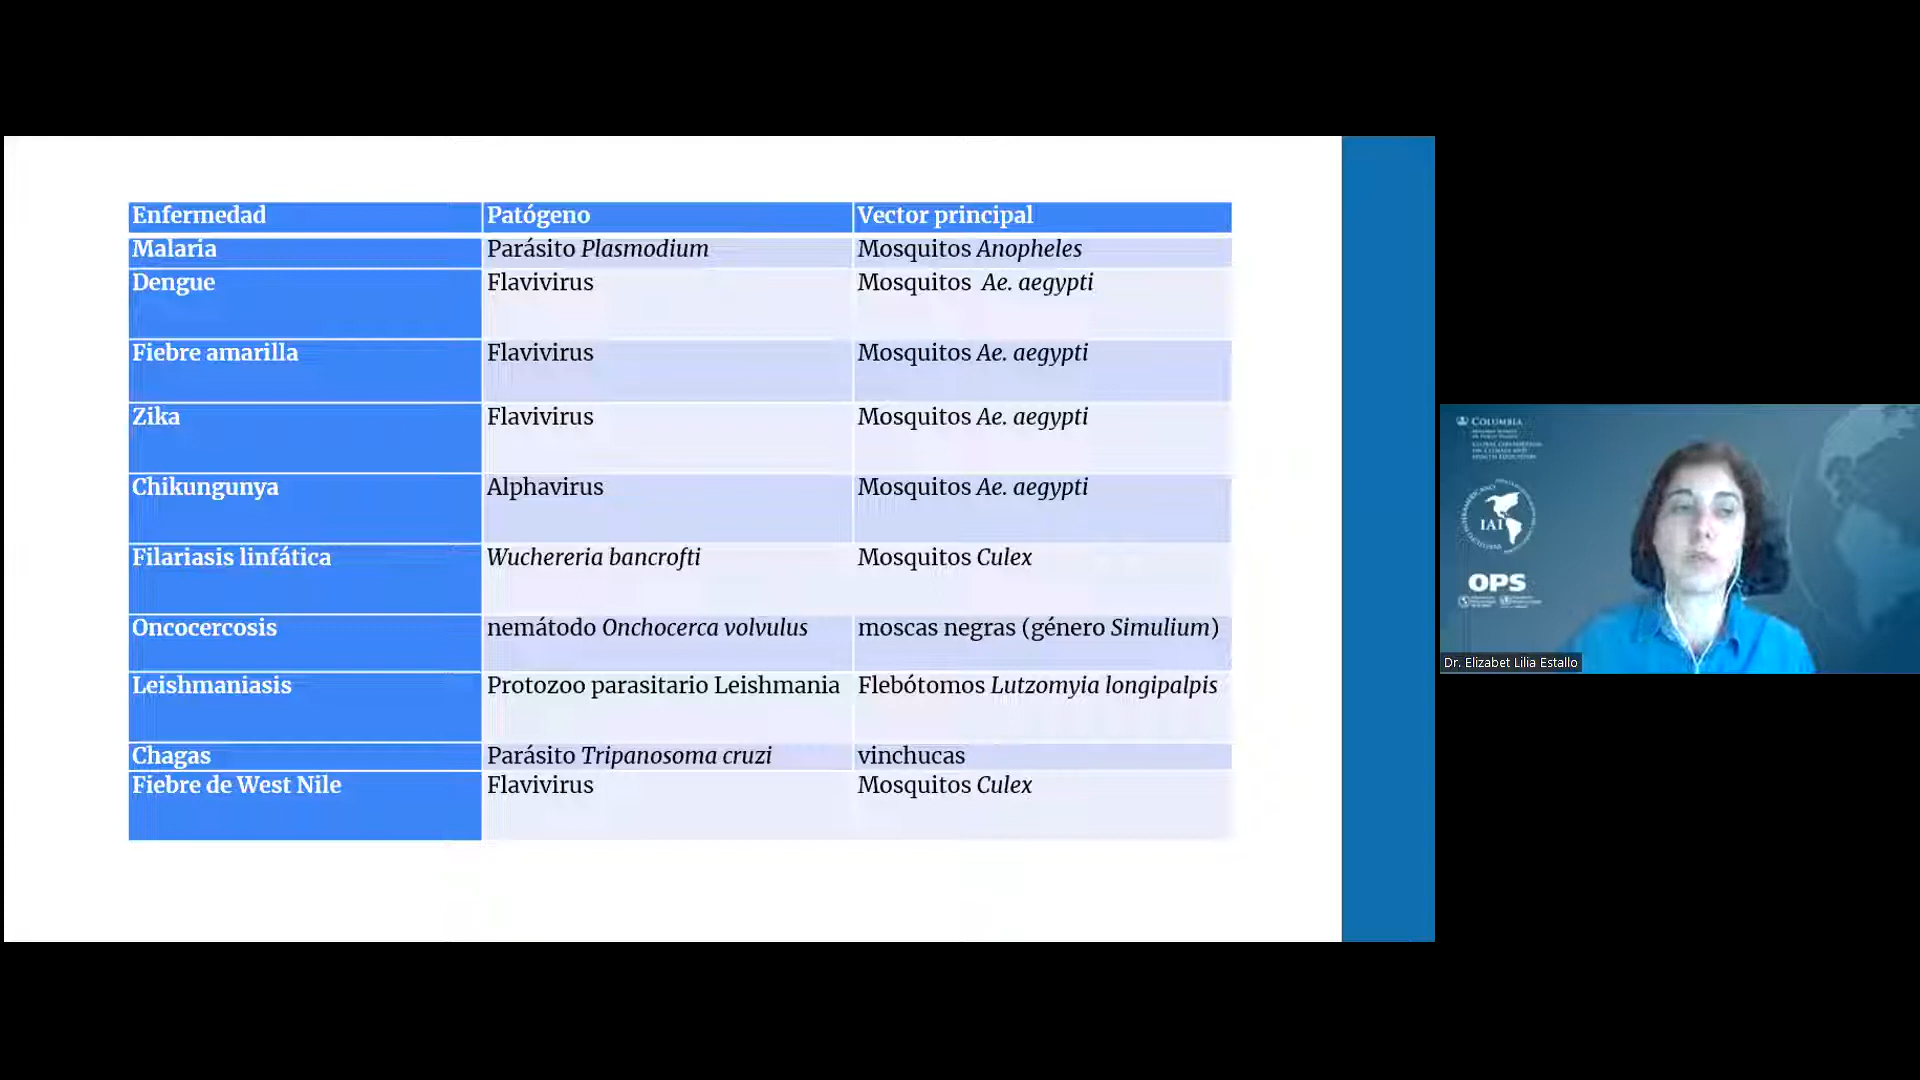 Enfermedad Patógeno Vector principal
Malaria Parásito Plasmodium Mosquitos Anopheles
Dengue Flavivirus Mosquitos Ae. aegypti
Fiebre amarilla Flavivirus Mosquitos Ae. aegypti
Zika Flavivirus Mosquitos Ae. aegypti
Chikungunya Alphavirus Mosquitos Ae. aegypti
Filariasis linfática Wuchereria bancrofti Mosquitos Culex
Oncocercosis nemátodo Onchocerca volvulus moscas negras (género Simulium)
Leishmaniasis Protozoo parasitario Leishmania Flebótomos Lutzomyia longipalpis
Chagas Parásito Tripanosoma cruzi vinchucas
Fiebre de West Nile Flavivirus Mosquitos Culex
COLUMBIA
IAI
OPS
Dr. Elizabet Lilia Estallo